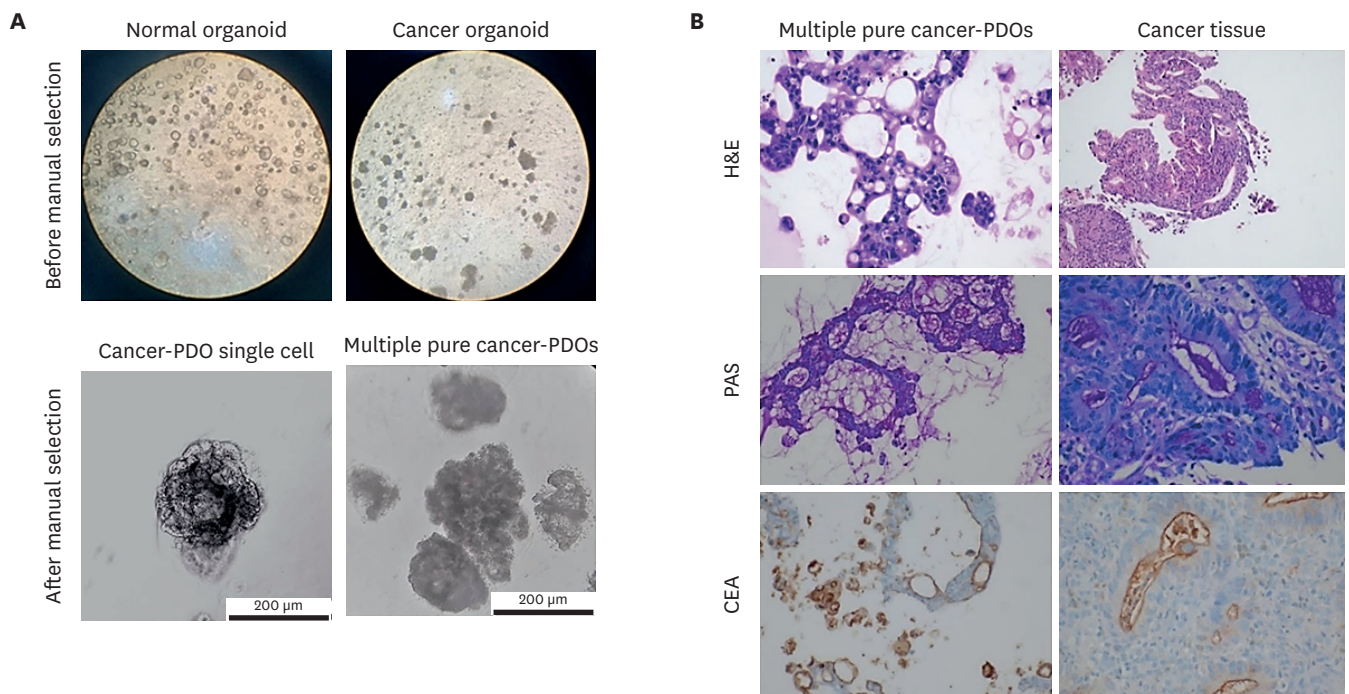 A
Normal organoid
Cancer organoid
Before manual selection
Cancer-PDO single cell
Multiple pure cancer-PDOs
After manual selection
200 µm
200 µm
B
Multiple pure cancer-PDOs
Cancer tissue
H&E
PAS
CEA